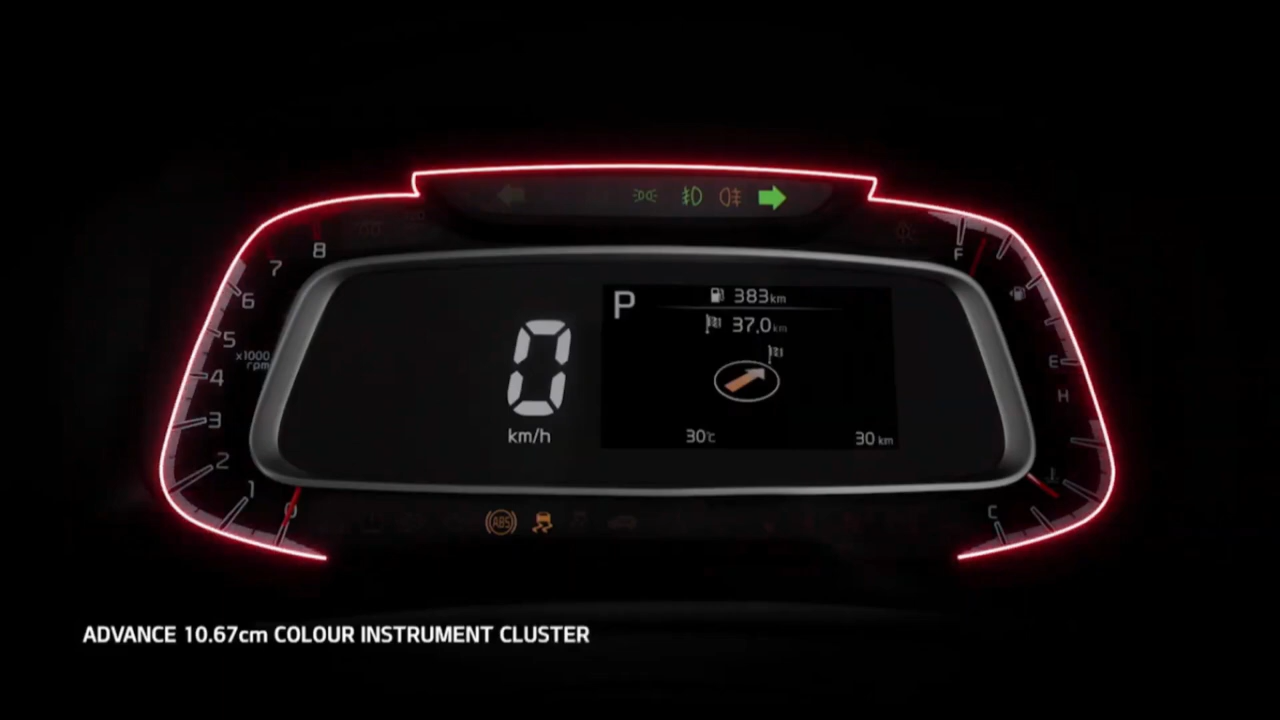 8
7
6
5
x1000
rpm
4
3
2
1
0
P
383km
37,0km
0
km/h
30℃
30 km
ABS
F
E
H
C
ADVANCE 10.67cm COLOUR INSTRUMENT CLUSTER